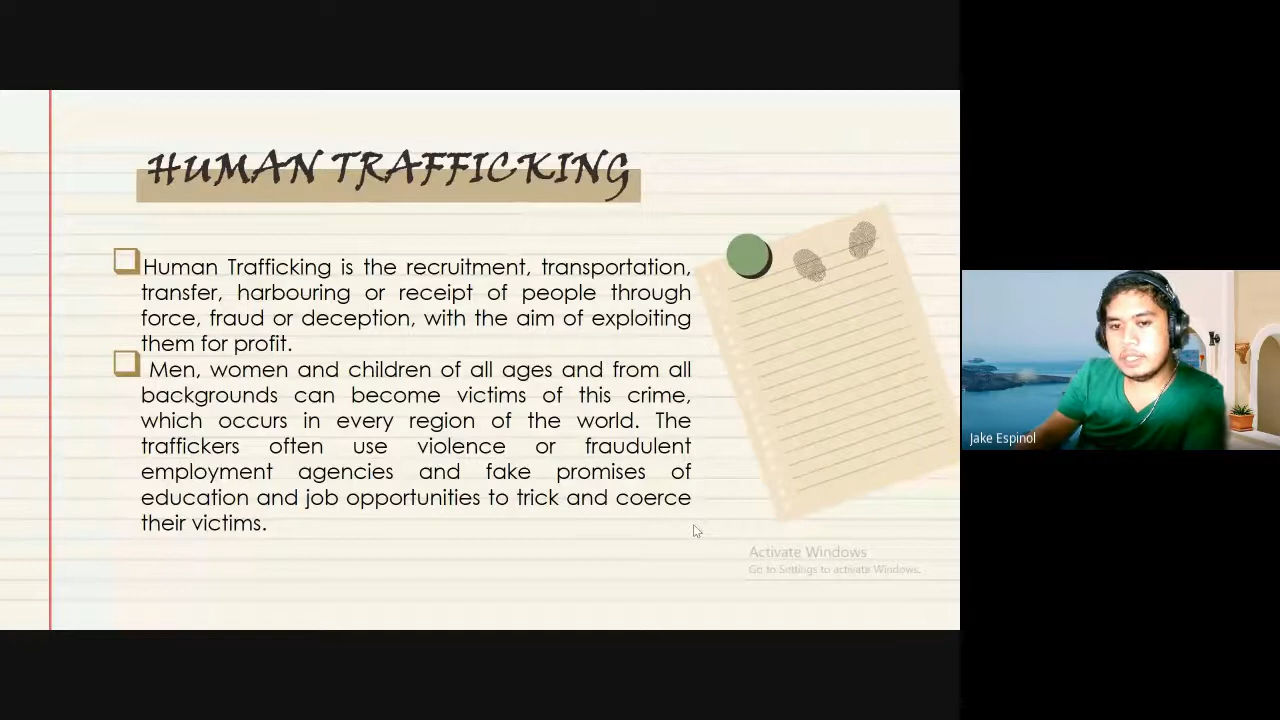 HUMAN TRAFFICKING
Human Trafficking is the recruitment, transportation,
transfer, harbouring or receipt of people through
force, fraud or deception, with the aim of exploiting
them for profit.
Men, women and children of all ages and from all
backgrounds can become victims of this crime,
which occurs in every region of the world. The
traffickers often use violence or fraudulent
employment agencies and fake promises of
education and job opportunities to trick and coerce
their victims.
Activate Windows
Go to Settings to activate Windows.
Jake Espinol